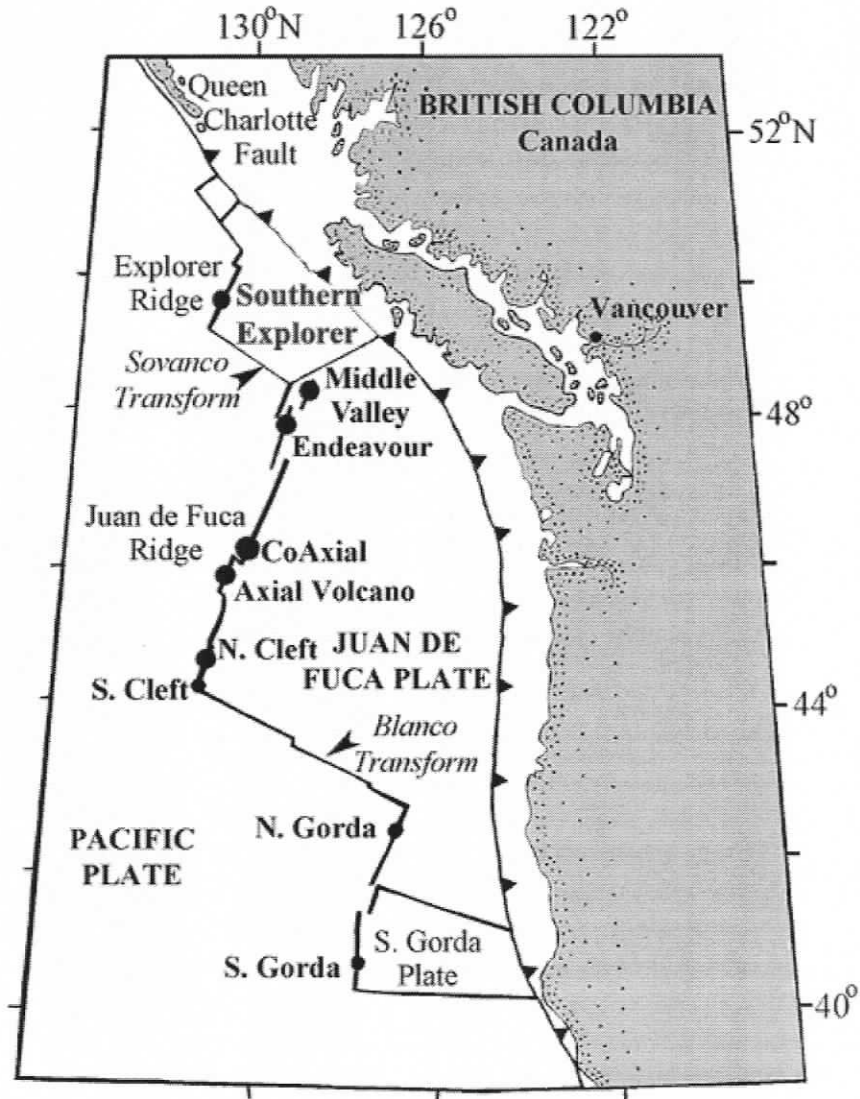 130°N 126° 122°
Queen
Charlotte
Fault
BRITISH COLUMBIA
Canada
52°N
Explorer
Ridge
Southern
Explorer
Vancouver
Sovanco
Transform
Middle
Valley
48°
Endeavour
Juan de Fuca
Ridge
CoAxial
Axial Volcano
N. Cleft
JUAN DE
FUCA PLATE
S. Cleft
44°
Blanco
Transform
N. Gorda
PACIFIC
PLATE
S. Gorda
Plate
S. Gorda
40°